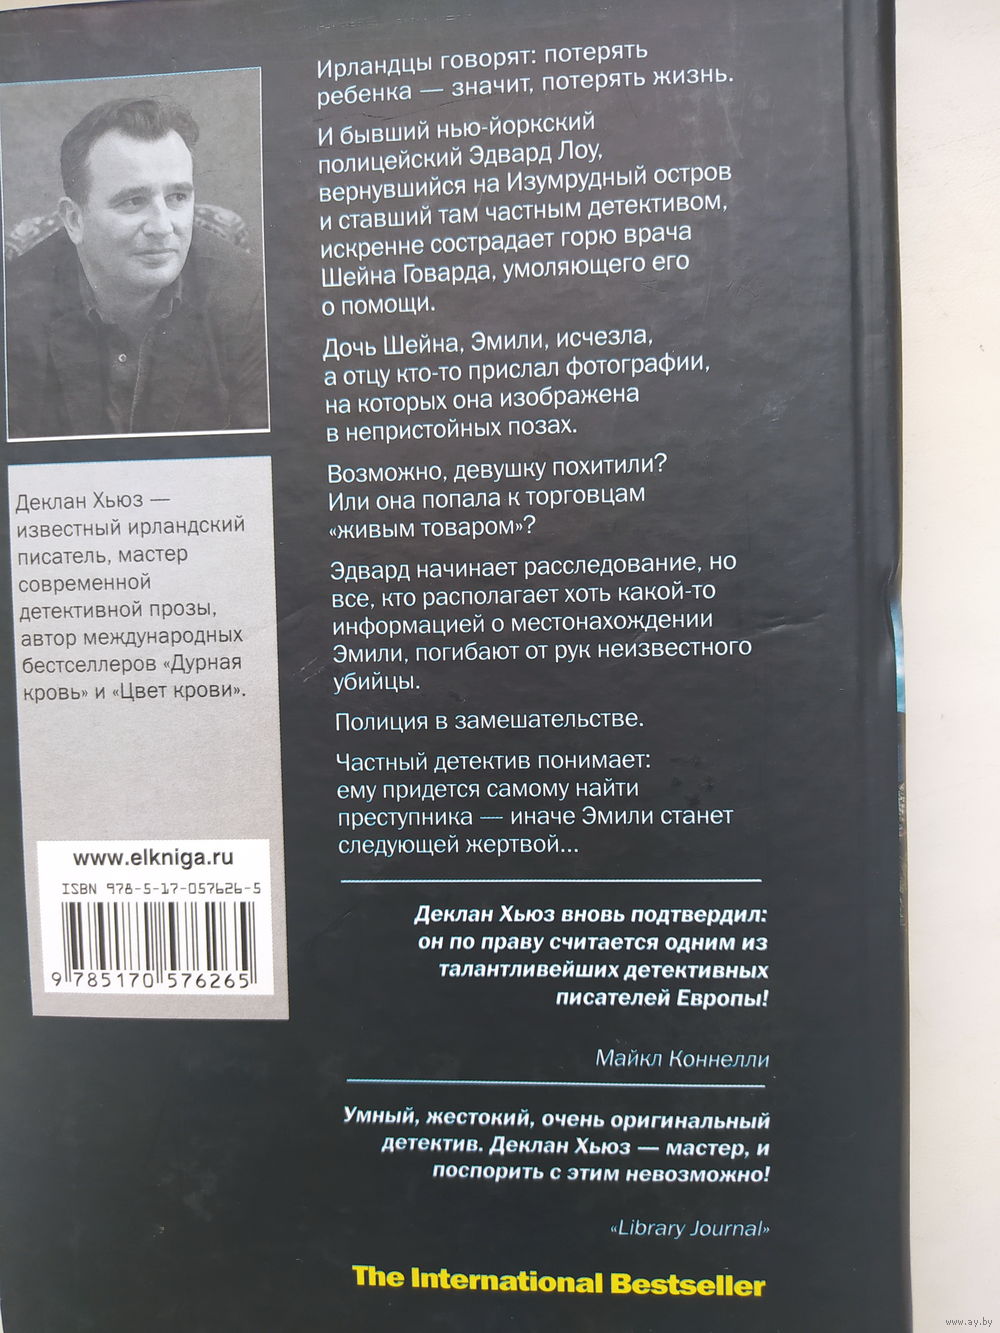 Ирландцы говорят: потерять
ребенка — значит, потерять жизнь.
И бывший нью-йоркский
полицейский Эдвард Лоу,
вернувшийся на Изумрудный остров
и ставший там частным детективом,
искренне сострадает горю врача
Шейна Говарда, умоляющего его
о помощи.
Дочь Шейна, Эмили, исчезла,
а отцу кто-то прислал фотографии,
на которых она изображена
в непристойных позах.
Возможно, девушку похитили?
Или она попала к торговцам
«живым товаром»?
Эдвард начинает расследование, но
все, кто располагает хоть какой-то
информацией о местонахождении
Эмили, погибают от рук неизвестного
убийцы.
Полиция в замешательстве.
Частный детектив понимает:
ему придется самому найти
преступника — иначе Эмили станет
следующей жертвой...
Деклан Хьюз —
известный ирландский
писатель, мастер
современной
детективной прозы,
автор международных
бестселлеров «Дурная
кровь» и «Цвет крови».
www.elkniga.ru
ISBN 978-5-17-057626-5
9 785170 576265
Деклан Хьюз вновь подтвердил:
он по праву считается одним из
талантливейших детективных
писателей Европы!
Майкл Коннелли
Умный, жестокий, очень оригинальный
детектив. Деклан Хьюз — мастер, и
поспорить с этим невозможно!
«Library Journal»
The International Bestseller
www.ay.by